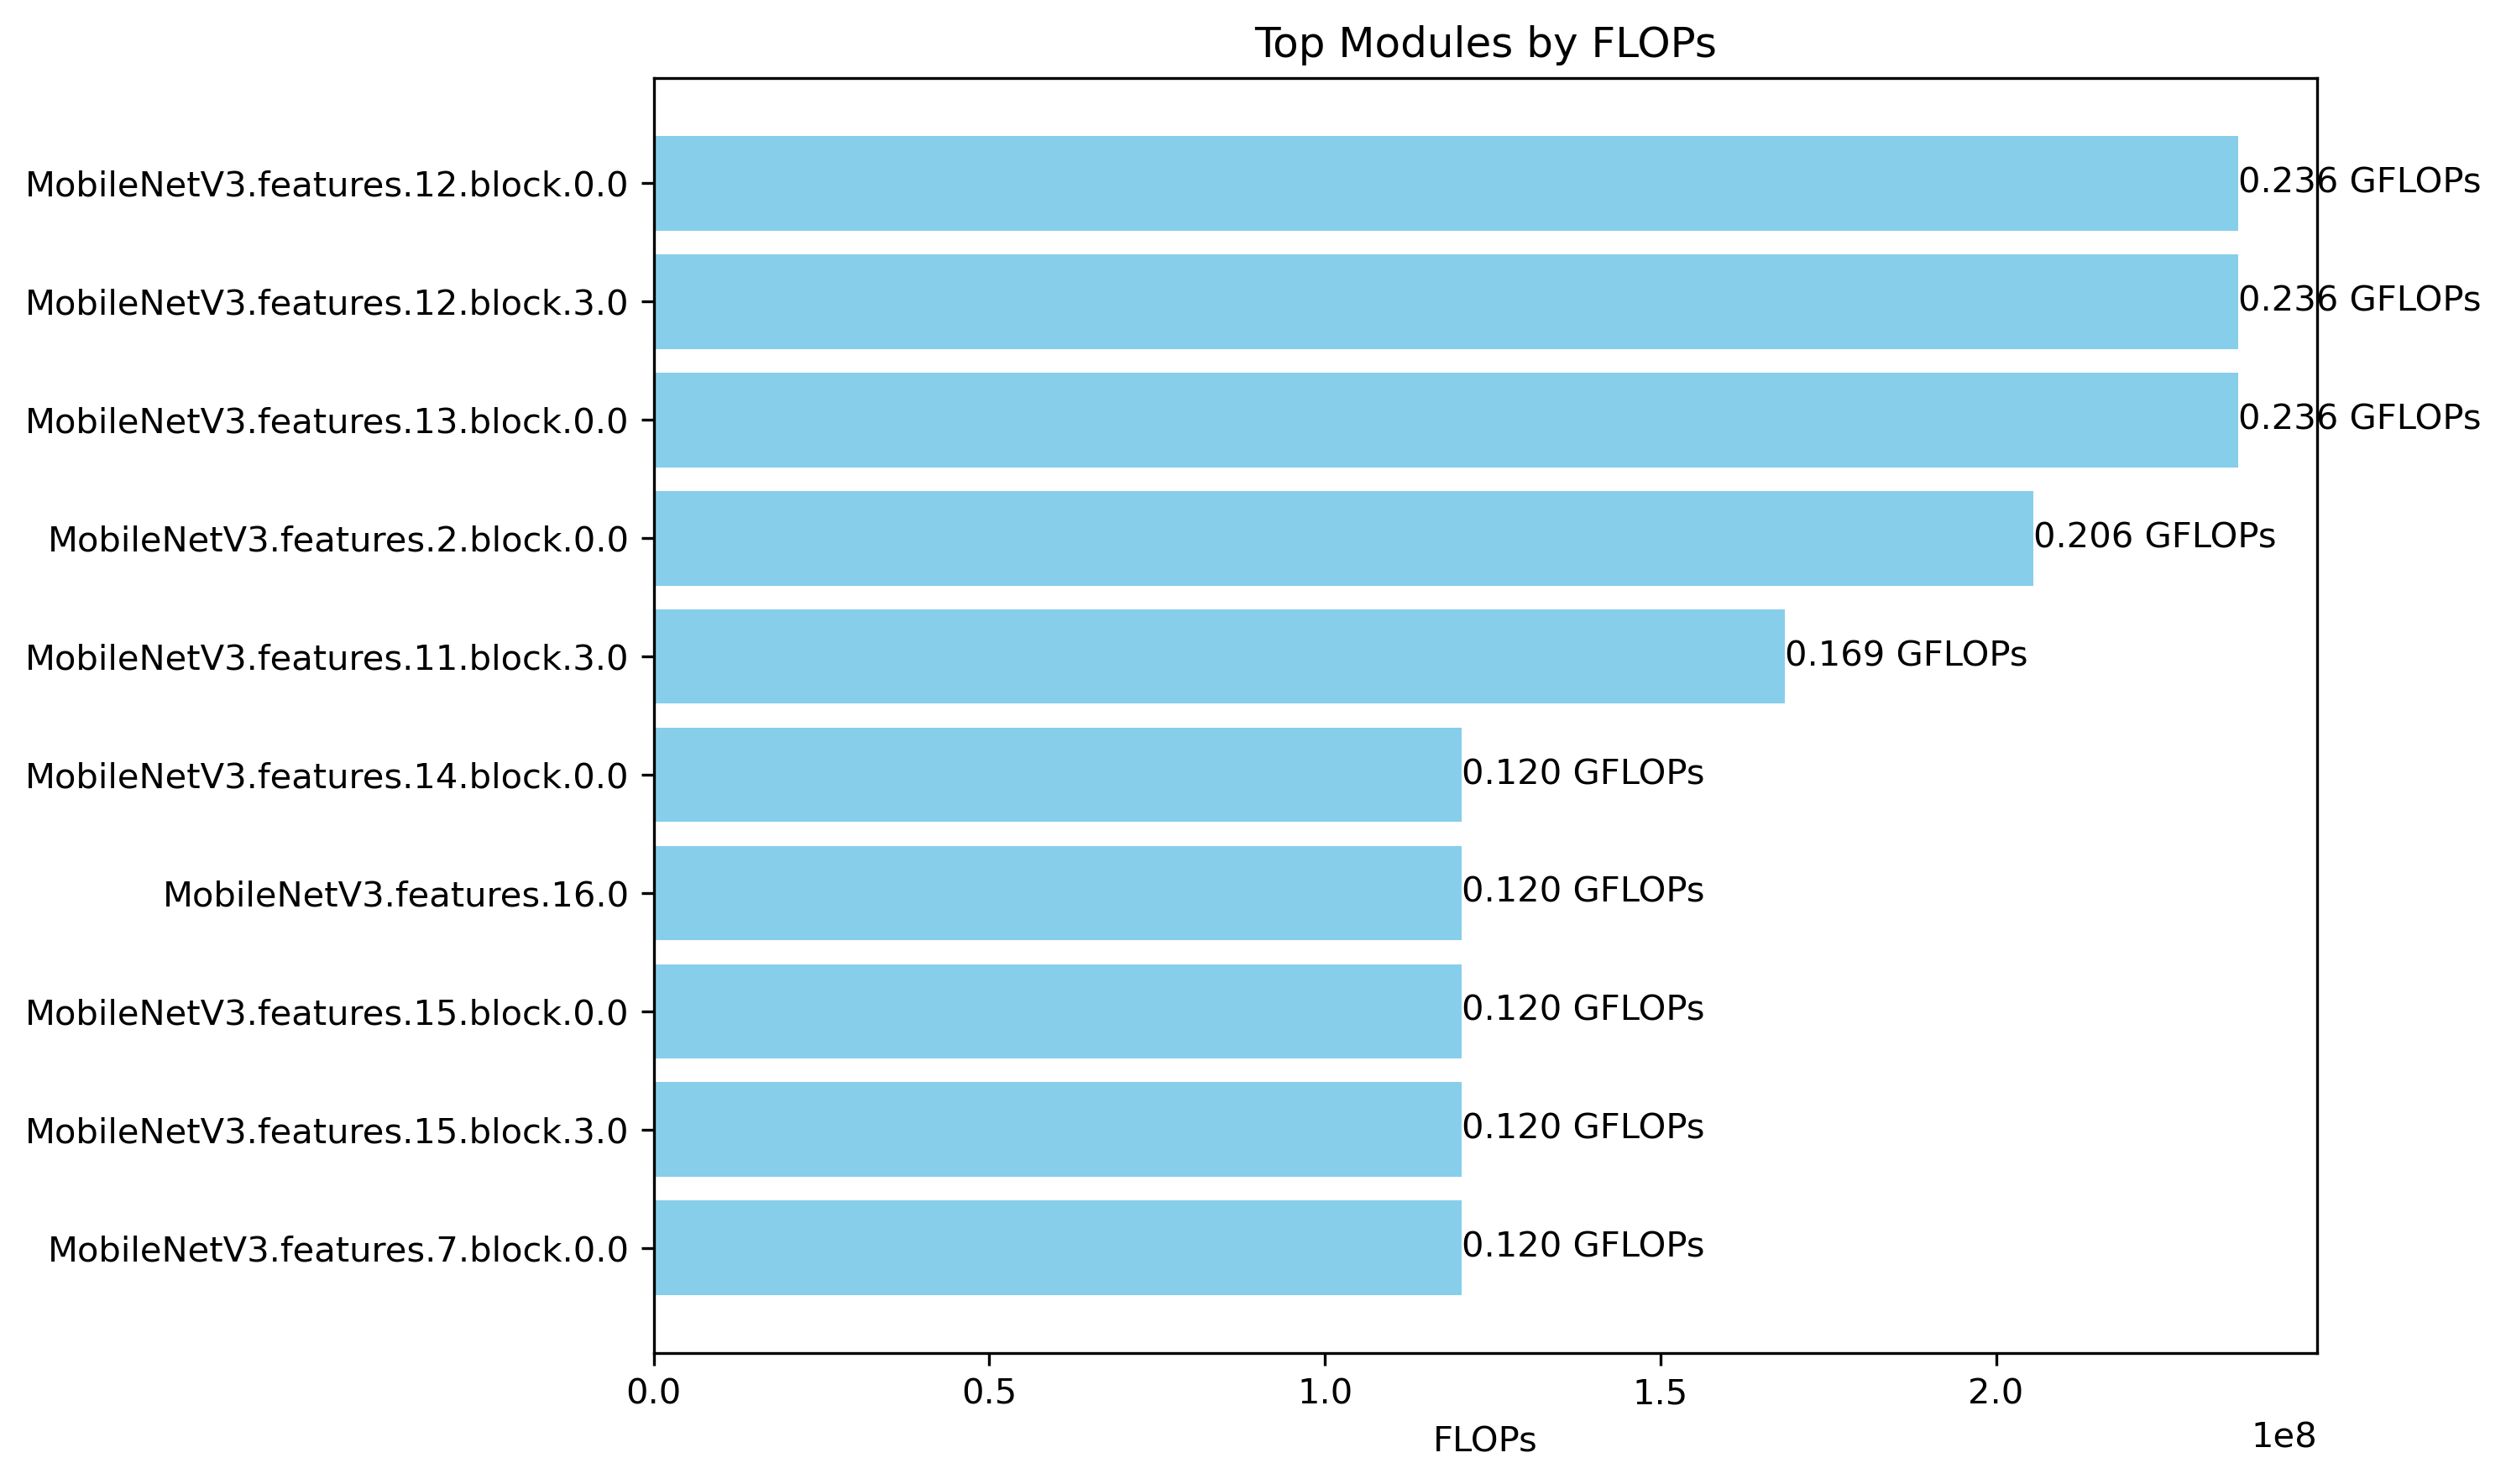 Top Modules by FLOPs
MobileNetV3.features.12.block.0.0 0.236 GFLOPs
MobileNetV3.features.12.block.3.0 0.236 GFLOPs
MobileNetV3.features.13.block.0.0 0.236 GFLOPs
MobileNetV3.features.2.block.0.0 0.206 GFLOPs
MobileNetV3.features.11.block.3.0 0.169 GFLOPs
MobileNetV3.features.14.block.0.0 0.120 GFLOPs
MobileNetV3.features.16.0 0.120 GFLOPs
MobileNetV3.features.15.block.0.0 0.120 GFLOPs
MobileNetV3.features.15.block.3.0 0.120 GFLOPs
MobileNetV3.features.7.block.0.0 0.120 GFLOPs
0.0 0.5 1.0 1.5 2.0
1e8
FLOPs